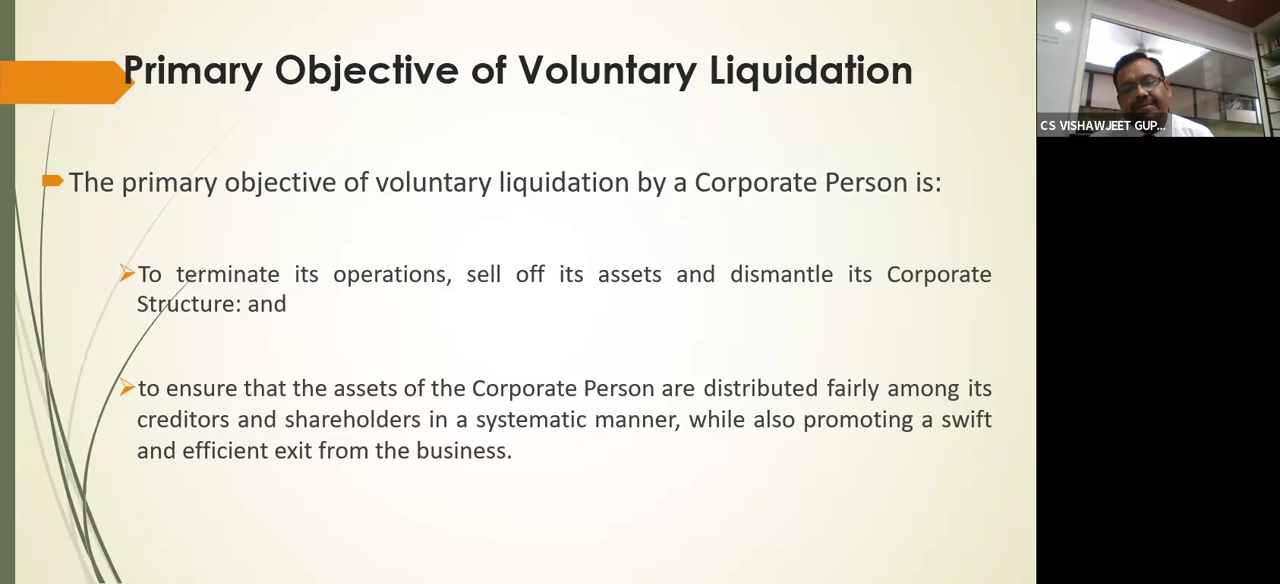 Primary Objective of Voluntary Liquidation
The primary objective of voluntary liquidation by a Corporate Person is:
To terminate its operations, sell off its assets and dismantle its Corporate
Structure: and
to ensure that the assets of the Corporate Person are distributed fairly among its
creditors and shareholders in a systematic manner, while also promoting a swift
and efficient exit from the business.
CS VISHAWJEET GUP...